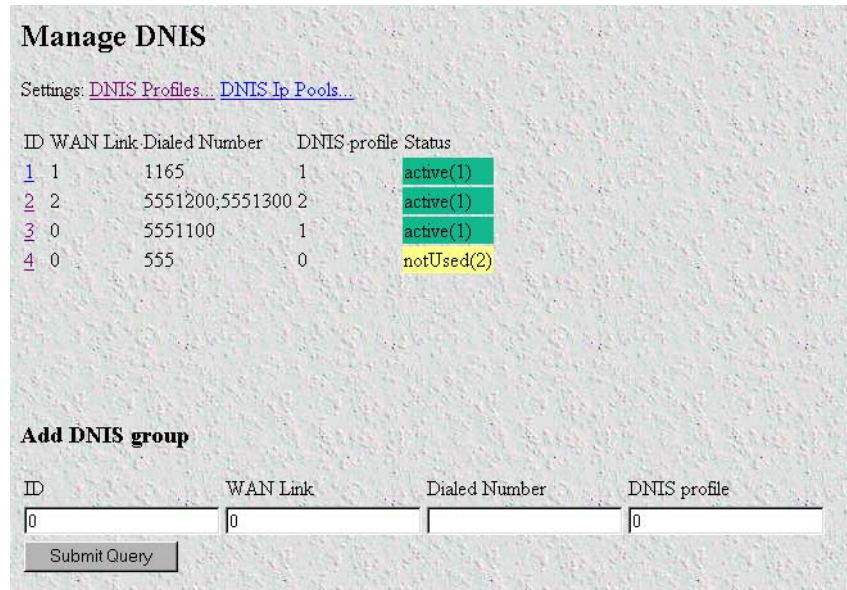 Manage DNIS
Settings: DNIS Profiles... DNIS Ip Pools...
ID WAN Link Dialed Number DNIS profile Status
1 1 1165 1 active(1)
2 2 5551200;5551300 2 active(1)
3 0 5551100 1 active(1)
4 0 555 0 notUsed(2)
Add DNIS group
ID WAN Link Dialed Number DNIS profile
0 0 0
Submit Query